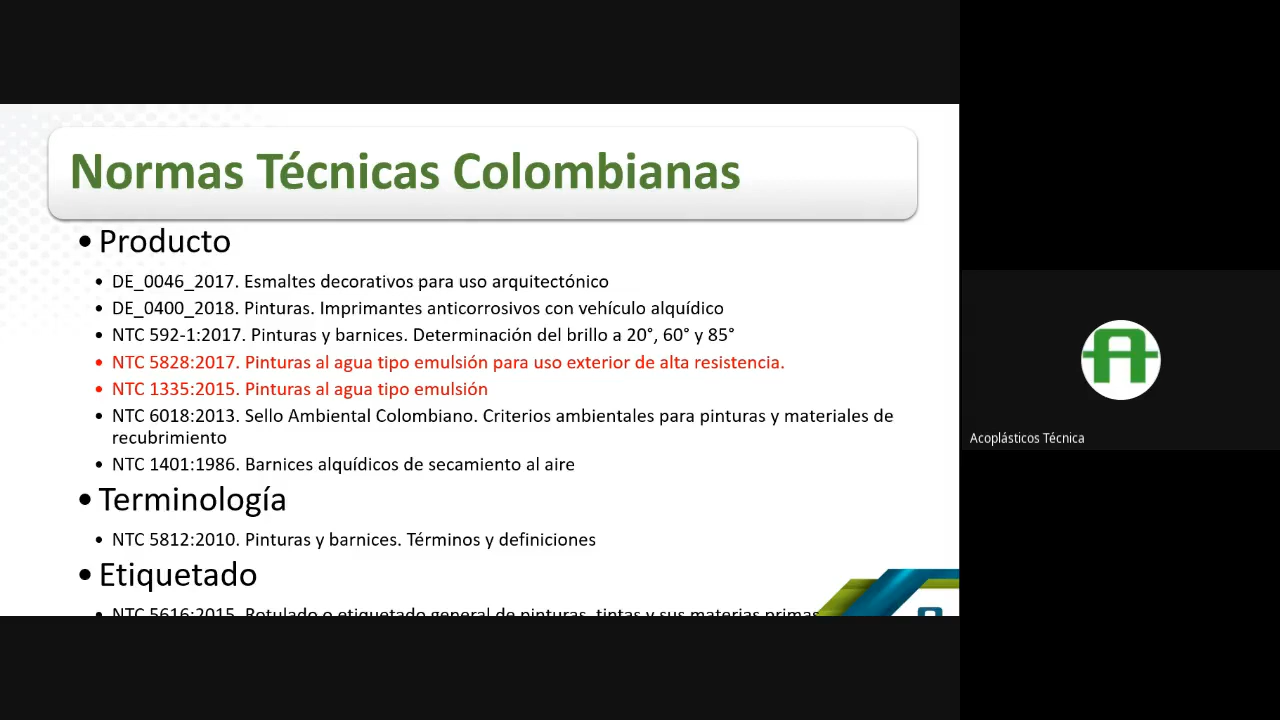 Normas Técnicas Colombianas
• Producto
• DE_0046_2017. Esmaltes decorativos para uso arquitectónico
• DE_0400_2018. Pinturas. Imprimantes anticorrosivos con vehículo alquídico
• NTC 592-1:2017. Pinturas y barnices. Determinación del brillo a 20°, 60° y 85°
• NTC 5828:2017. Pinturas al agua tipo emulsión para uso exterior de alta resistencia.
• NTC 1335:2015. Pinturas al agua tipo emulsión
• NTC 6018:2013. Sello Ambiental Colombiano. Criterios ambientales para pinturas y materiales de
recubrimiento
• NTC 1401:1986. Barnices alquídicos de secamiento al aire
• Terminología
• NTC 5812:2010. Pinturas y barnices. Términos y definiciones
• Etiquetado
• NTC 5616:2015. Rotulado o etiquetado general de pinturas, tintas y sus materias primas
Acoplásticos Técnica